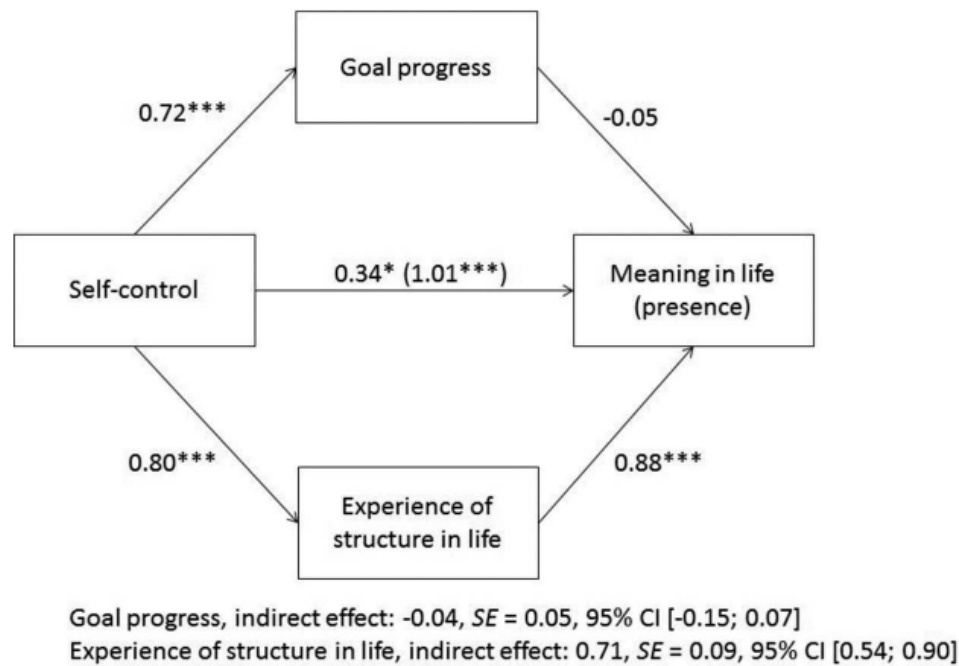 Goal progress
0.72***
-0.05
Self-control
0.34* (1.01***)
Meaning in life
(presence)
0.80***
0.88***
Experience of
structure in life
Goal progress, indirect effect: -0.04, SE = 0.05, 95% CI [-0.15; 0.07]
Experience of structure in life, indirect effect: 0.71, SE = 0.09, 95% CI [0.54; 0.90]